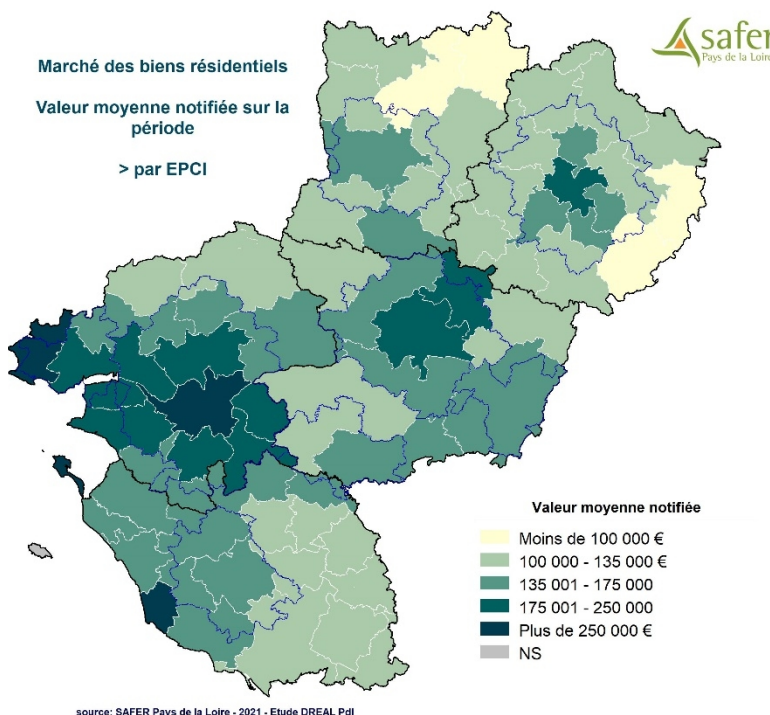 Marché des biens résidentiels
Valeur moyenne notifiée sur la
période
> par EPCI
safer
Pays de la Loire
Valeur moyenne notifiée
Moins de 100 000 €
100 000 - 135 000 €
135 001 - 175 000
175 001 - 250 000
Plus de 250 000 €
NS
source: SAFER Pays de la Loire - 2021 - Etude DREAL Pdl